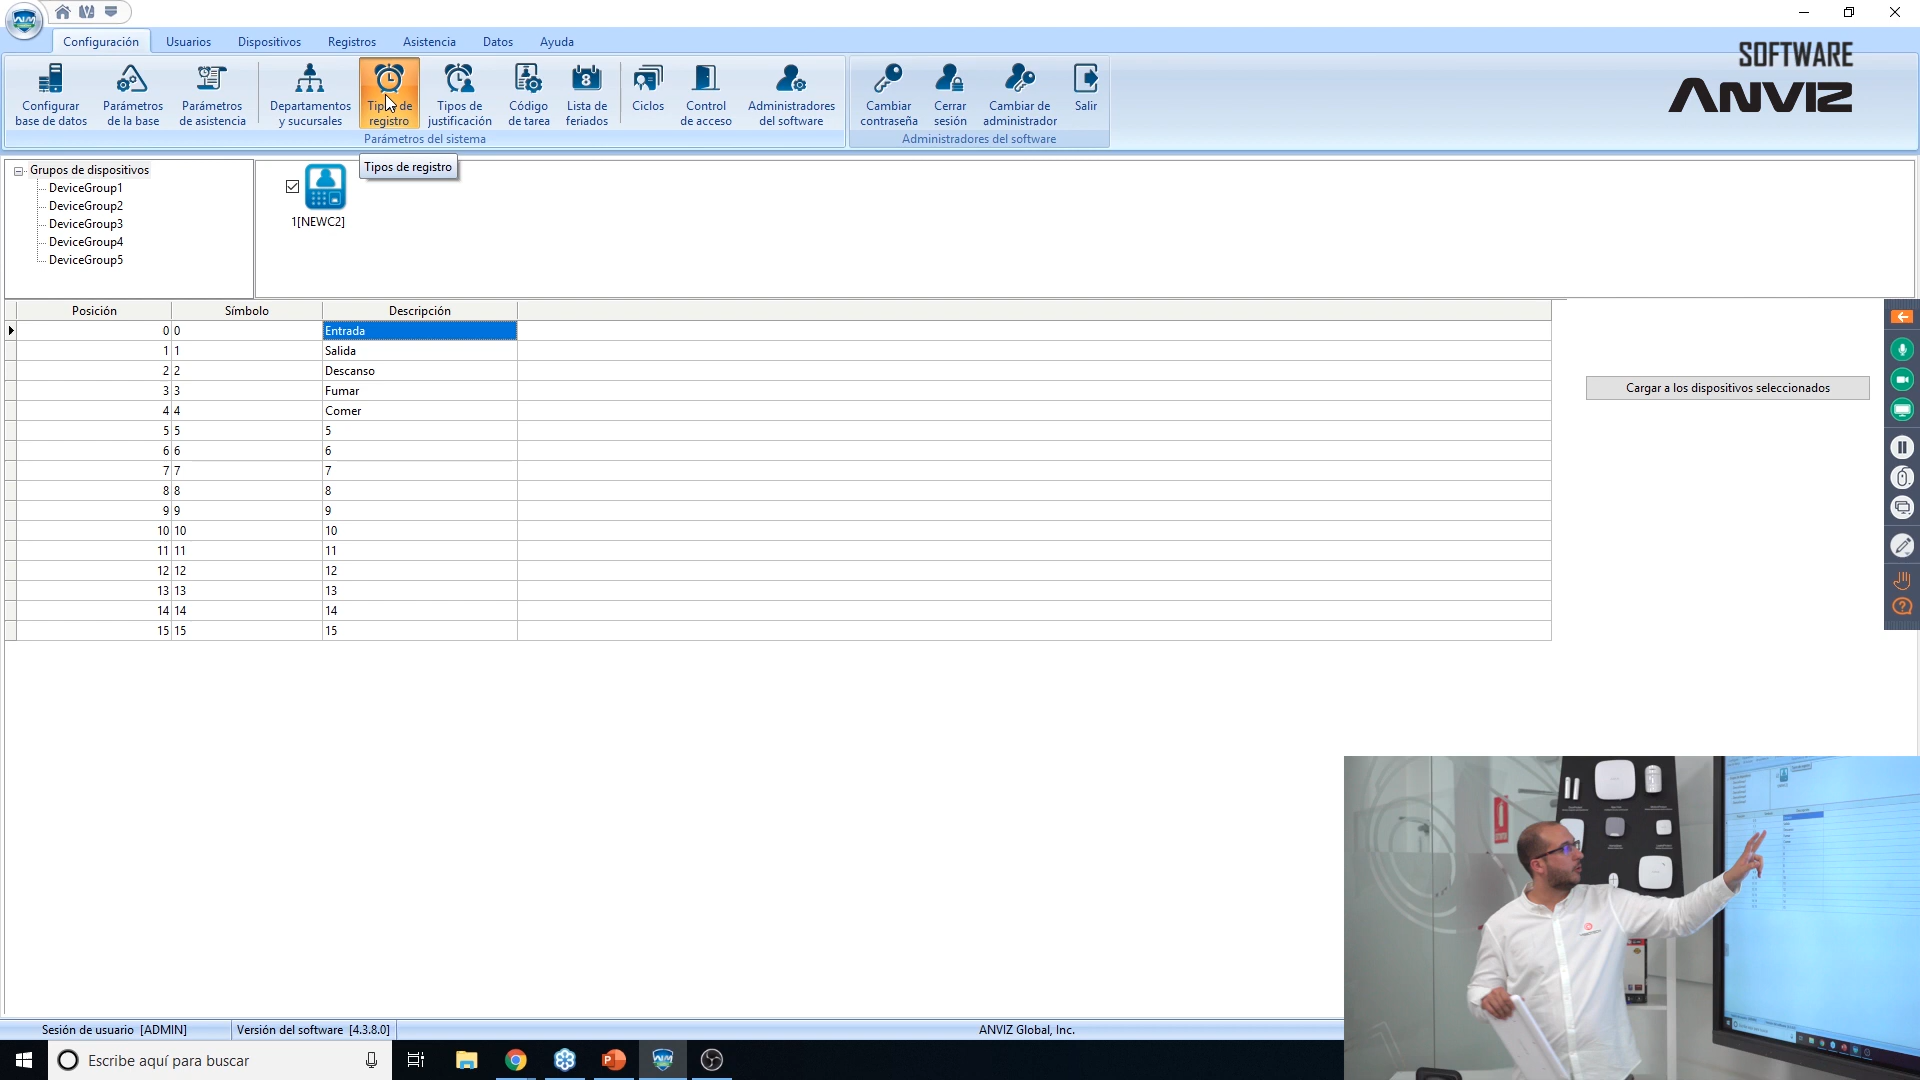 Configuración Usuarios Dispositivos Registros Asistencia Datos Ayuda
SOFTWARE
ANVIZ
Configurar
base de datos
Parámetros
de la base
Parámetros
de asistencia
Departamentos
y sucursales
Tipos de
registro
Tipos de
justificación
Código
de tarea
8
Lista de
feriados
Ciclos
Control
de acceso
Administradores
del software
Parámetros del sistema
Cambiar
contraseña
Cerrar
sesión
Cambiar de
administrador
Salir
Administradores del software
Tipos de registro
Grupos de dispositivos
DeviceGroup1
DeviceGroup2
DeviceGroup3
DeviceGroup4
DeviceGroup5
1[NEWC2]
Posición Símbolo Descripción
0 0 Entrada
1 1 Salida
2 2 Descanso
3 3 Fumar
4 4 Comer
5 5 5
6 6 6
7 7 7
8 8 8
9 9 9
10 10 10
11 11 11
12 12 12
13 13 13
14 14 14
15 15 15
Cargar a los dispositivos seleccionados
Sesión de usuario [ADMIN] Versión del software [4.3.8.0] ANVIZ Global, Inc.
Escribe aquí para buscar